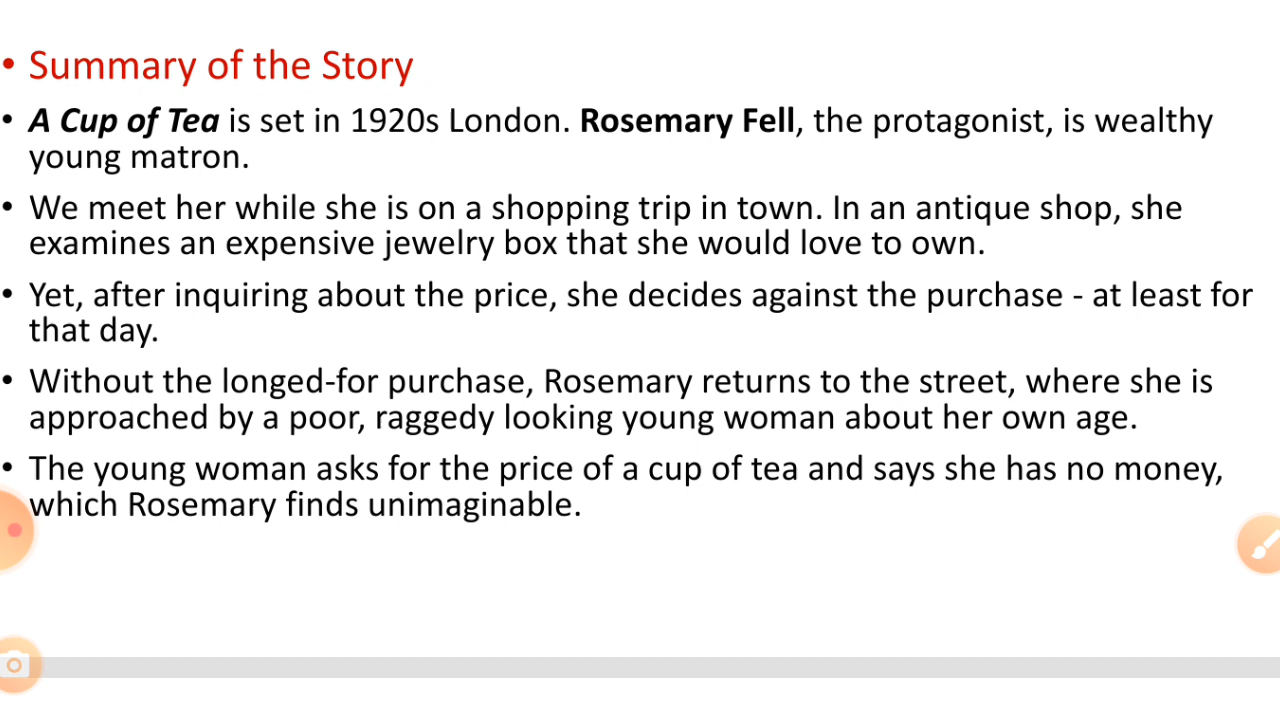 • Summary of the Story
• A Cup of Tea is set in 1920s London. Rosemary Fell, the protagonist, is wealthy
young matron.
• We meet her while she is on a shopping trip in town. In an antique shop, she
examines an expensive jewelry box that she would love to own.
• Yet, after inquiring about the price, she decides against the purchase - at least for
that day.
• Without the longed-for purchase, Rosemary returns to the street, where she is
approached by a poor, raggedy looking young woman about her own age.
• The young woman asks for the price of a cup of tea and says she has no money,
which Rosemary finds unimaginable.